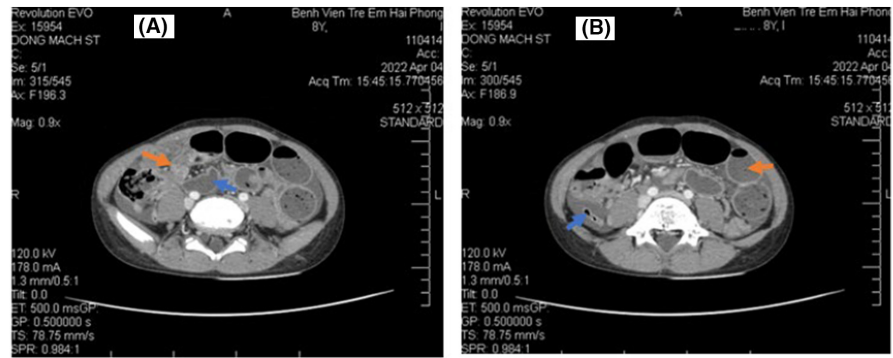 Revolution EVO
(A)
A
Benh Vien Tre Em Hai Phong
Ex: 15954
8Y,
I
DONG MACH ST
110414
C:
Acc:
Se: 5/1
2022 Apr 04
Im: 315/545
Acq Tm: 15:45:15.770456
Ax: F196.3
512 x 512
Mag: 0.9x
STANDARD
R
L
120.0 kV
178.0 mA
1.3 mm/0.5:1
Tilt: 0.0
ET: 500.0 msGP:
GP: 0.500000 s
TS: 78.75 mm/s
SPR: 0.984:1
Revolution EVO
(B)
A
Benh Vien Tre Em Hai Phong
Ex: 15954
8Y, I
DONG MACH ST
110414
C:
Acc:
Se: 5/1
2022 Apr 04
Im: 300/545
Acq Tm: 15:45:15.770456
Ax: F186.9
512 x 512
Mag: 0.9x
STANDARD
R
120.0 kV
178.0 mA
1.3 mm/0.5:1
Tilt: 0.0
ET: 500.0 msGP:
GP: 0.500000 s
TS: 78.75 mm/s
SPR: 0.984:1